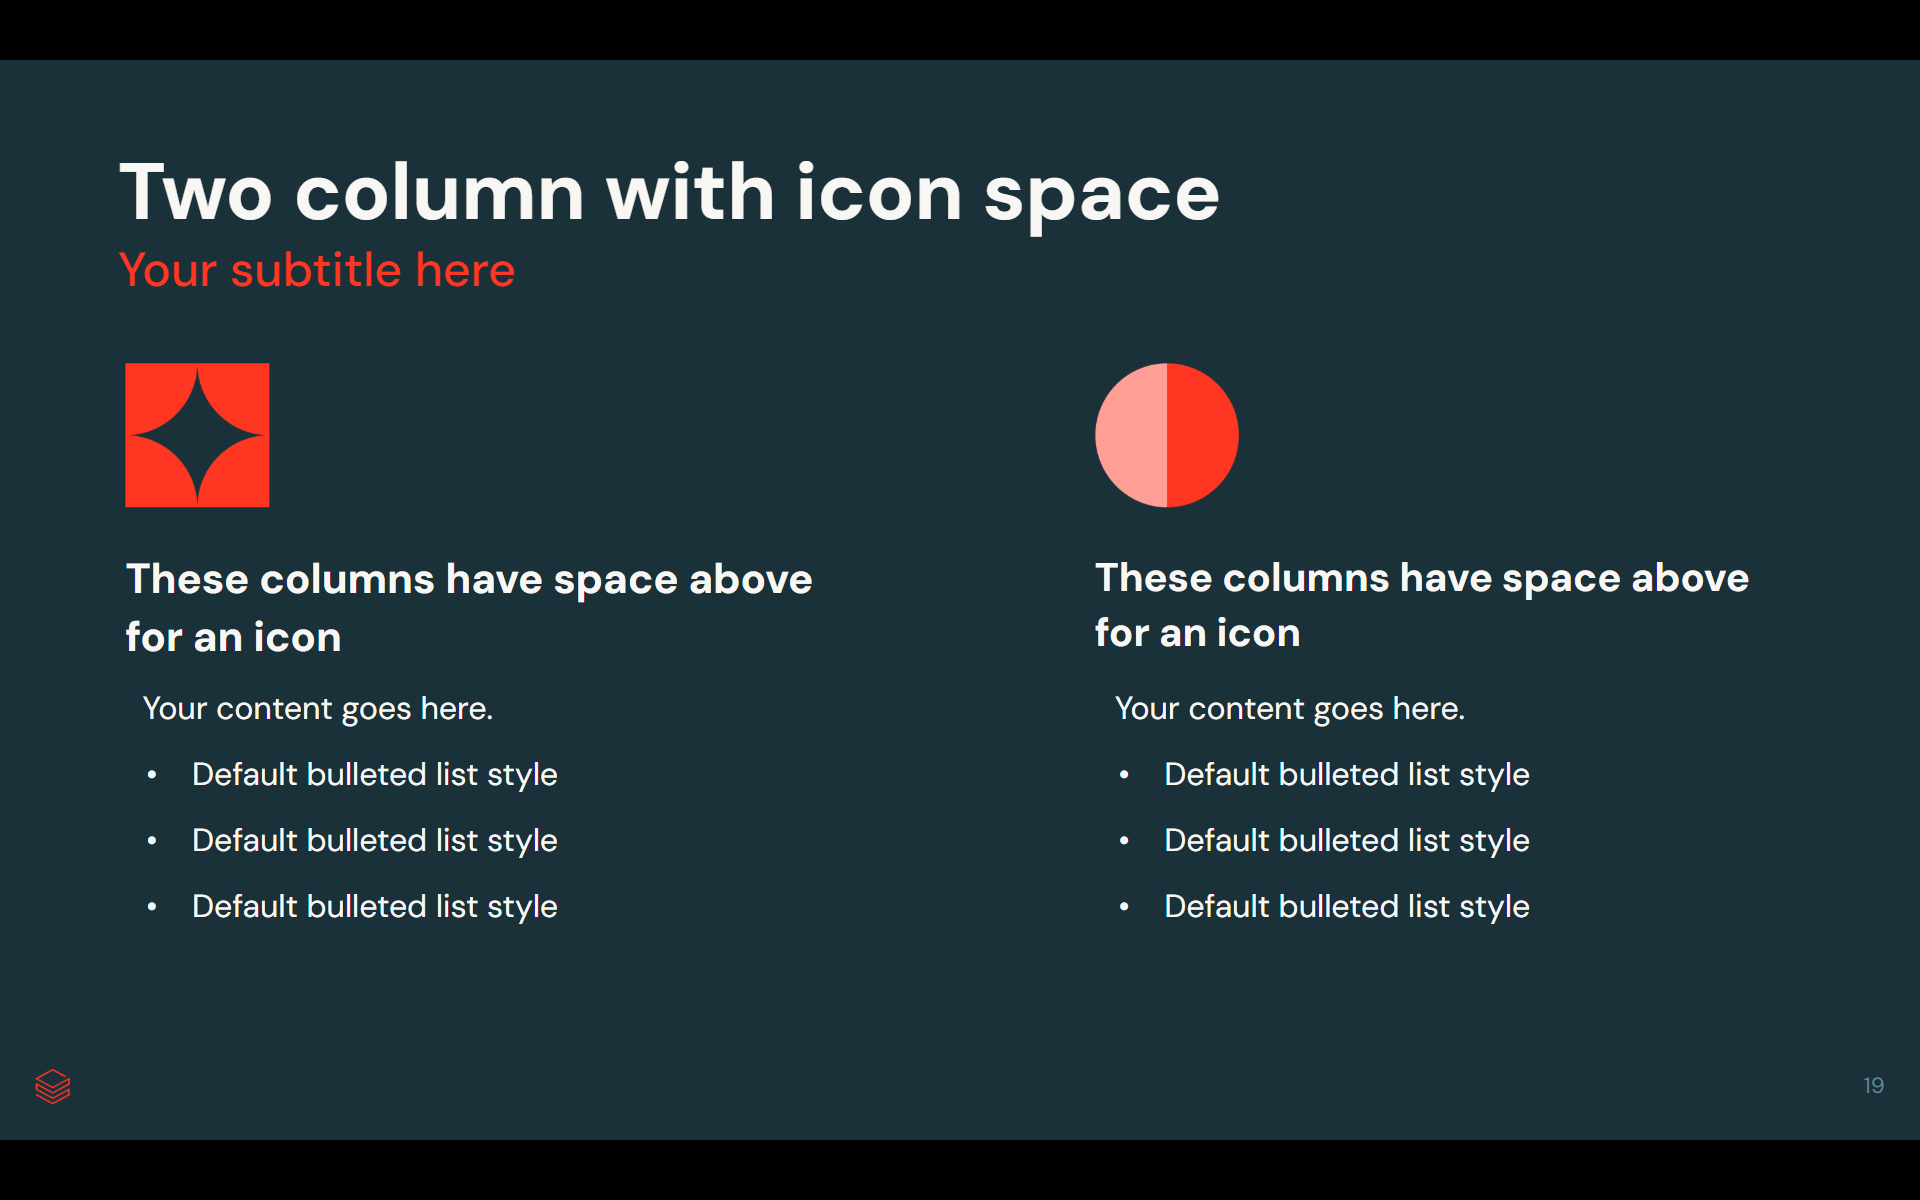 Two column with icon space
Your subtitle here
These columns have space above
for an icon
Your content goes here.
• Default bulleted list style
• Default bulleted list style
• Default bulleted list style
These columns have space above
for an icon
Your content goes here.
• Default bulleted list style
• Default bulleted list style
• Default bulleted list style
19